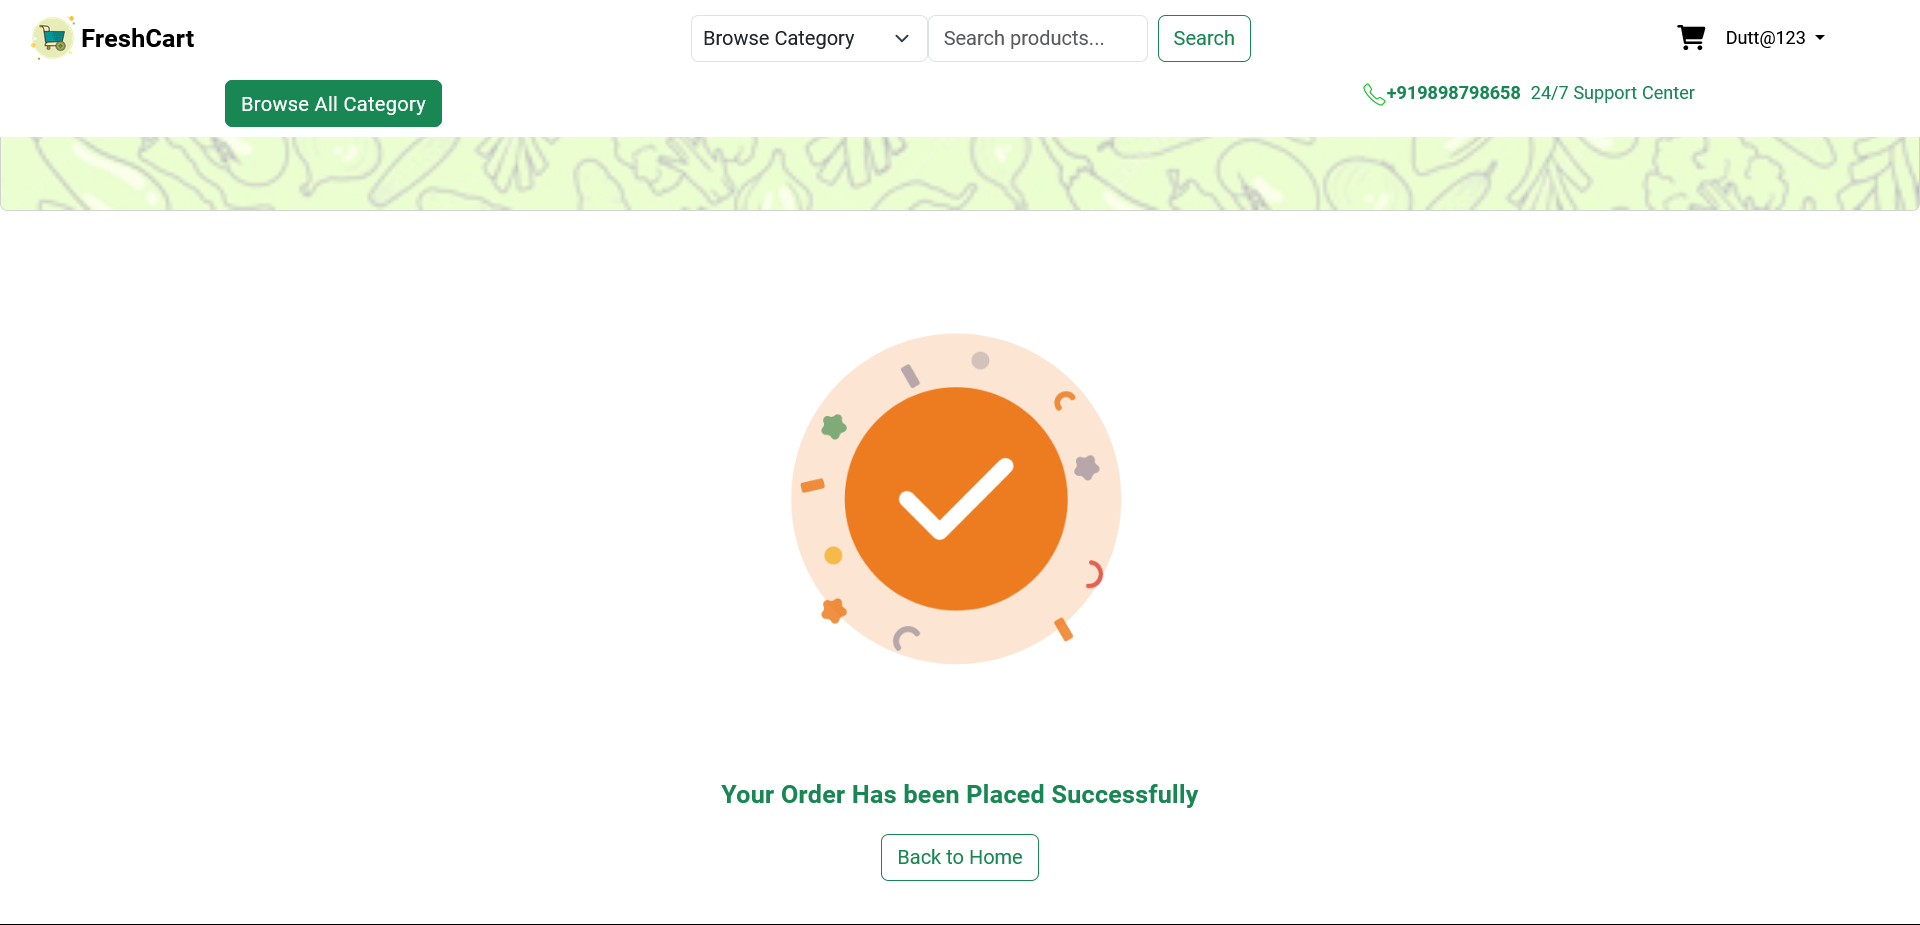 FreshCart
Browse Category
Search products...
Search
Dutt@123
Browse All Category
+919898798658 24/7 Support Center
Your Order Has been Placed Successfully
Back to Home